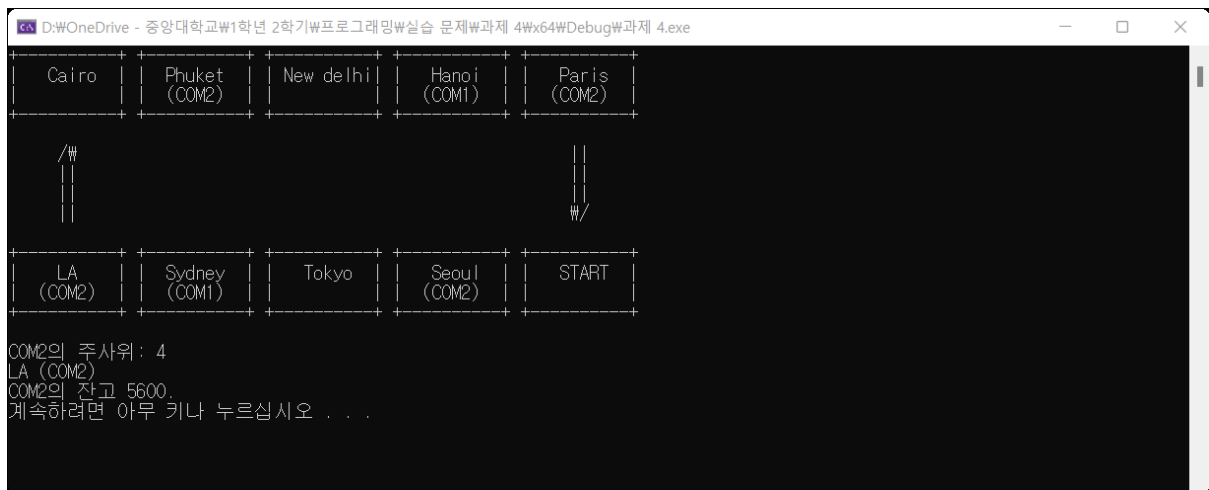 D:₩OneDrive - 중앙대학교₩1학년 2학기₩프로그래밍₩실습 문제₩과제 4₩x64₩Debug₩과제 4.exe
+----------+ +----------+ +----------+ +----------+ +----------+
|   Cairo  | |  Phuket  | | New delhi| |   Hanoi  | |   Paris  |
|          | |  (COM2)  | |          | |  (COM1)  | |  (COM2)  |
+----------+ +----------+ +----------+ +----------+ +----------+
/₩ ||
|| ||
|| ||
|| ₩/
+----------+ +----------+ +----------+ +----------+ +----------+
|    LA    | |  Sydney  | |   Tokyo  | |   Seoul  | |   START  |
|  (COM2)  | |  (COM1)  | |          | |  (COM2)  | |          |
+----------+ +----------+ +----------+ +----------+ +----------+
COM2의 주사위: 4
LA (COM2)
COM2의 잔고 5600.
계속하려면 아무 키나 누르십시오 . . .